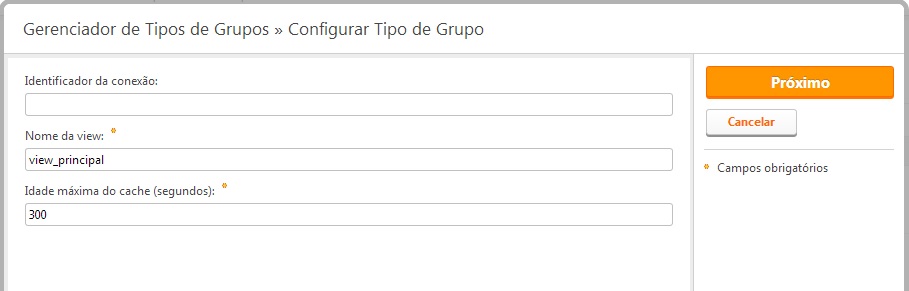 Gerenciador de Tipos de Grupos » Configurar Tipo de Grupo
Identificador da conexão:
Nome da view: *
view_principal
Idade máxima do cache (segundos): *
300
Próximo
Cancelar
* Campos obrigatórios